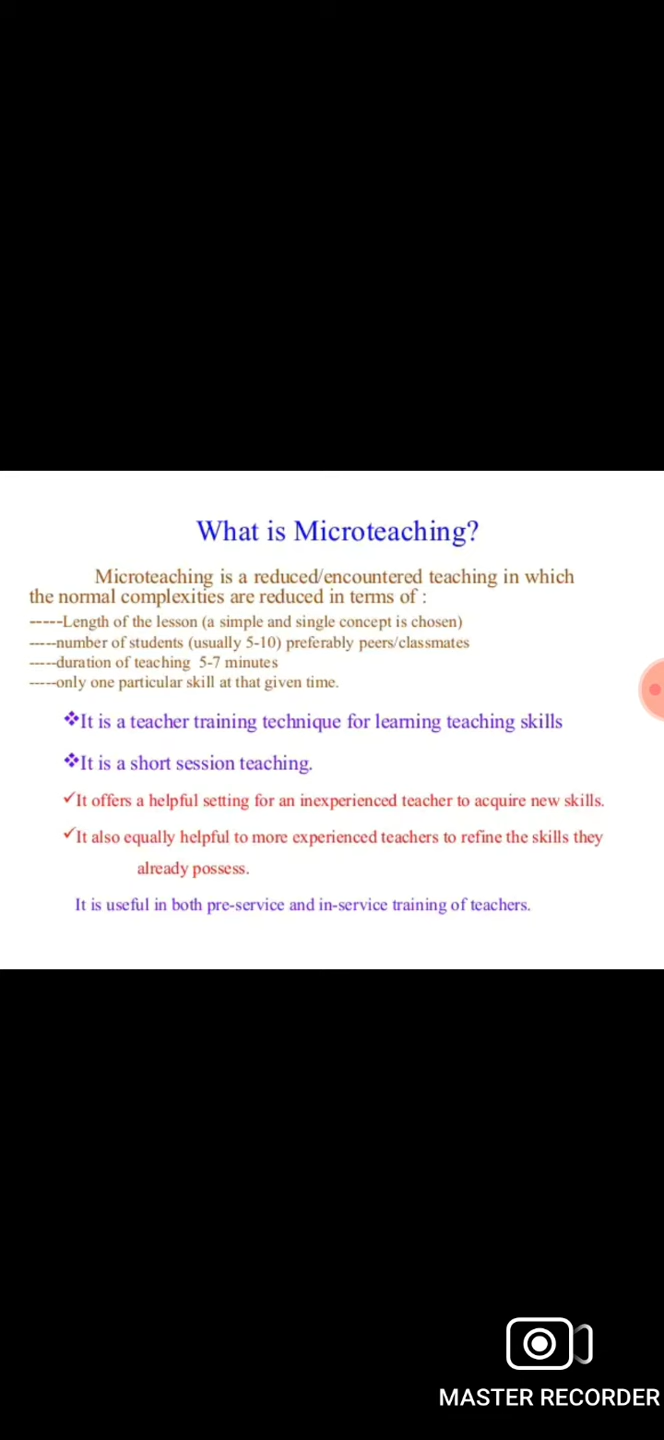 What is Microteaching?
Microteaching is a reduced/encountered teaching in which
the normal complexities are reduced in terms of :
-----Length of the lesson (a simple and single concept is chosen)
-----number of students (usually 5-10) preferably peers/classmates
-----duration of teaching 5-7 minutes
-----only one particular skill at that given time.
❖It is a teacher training technique for learning teaching skills
❖It is a short session teaching.
✓It offers a helpful setting for an inexperienced teacher to acquire new skills.
✓It also equally helpful to more experienced teachers to refine the skills they
already possess.
It is useful in both pre-service and in-service training of teachers.
MASTER RECORDER